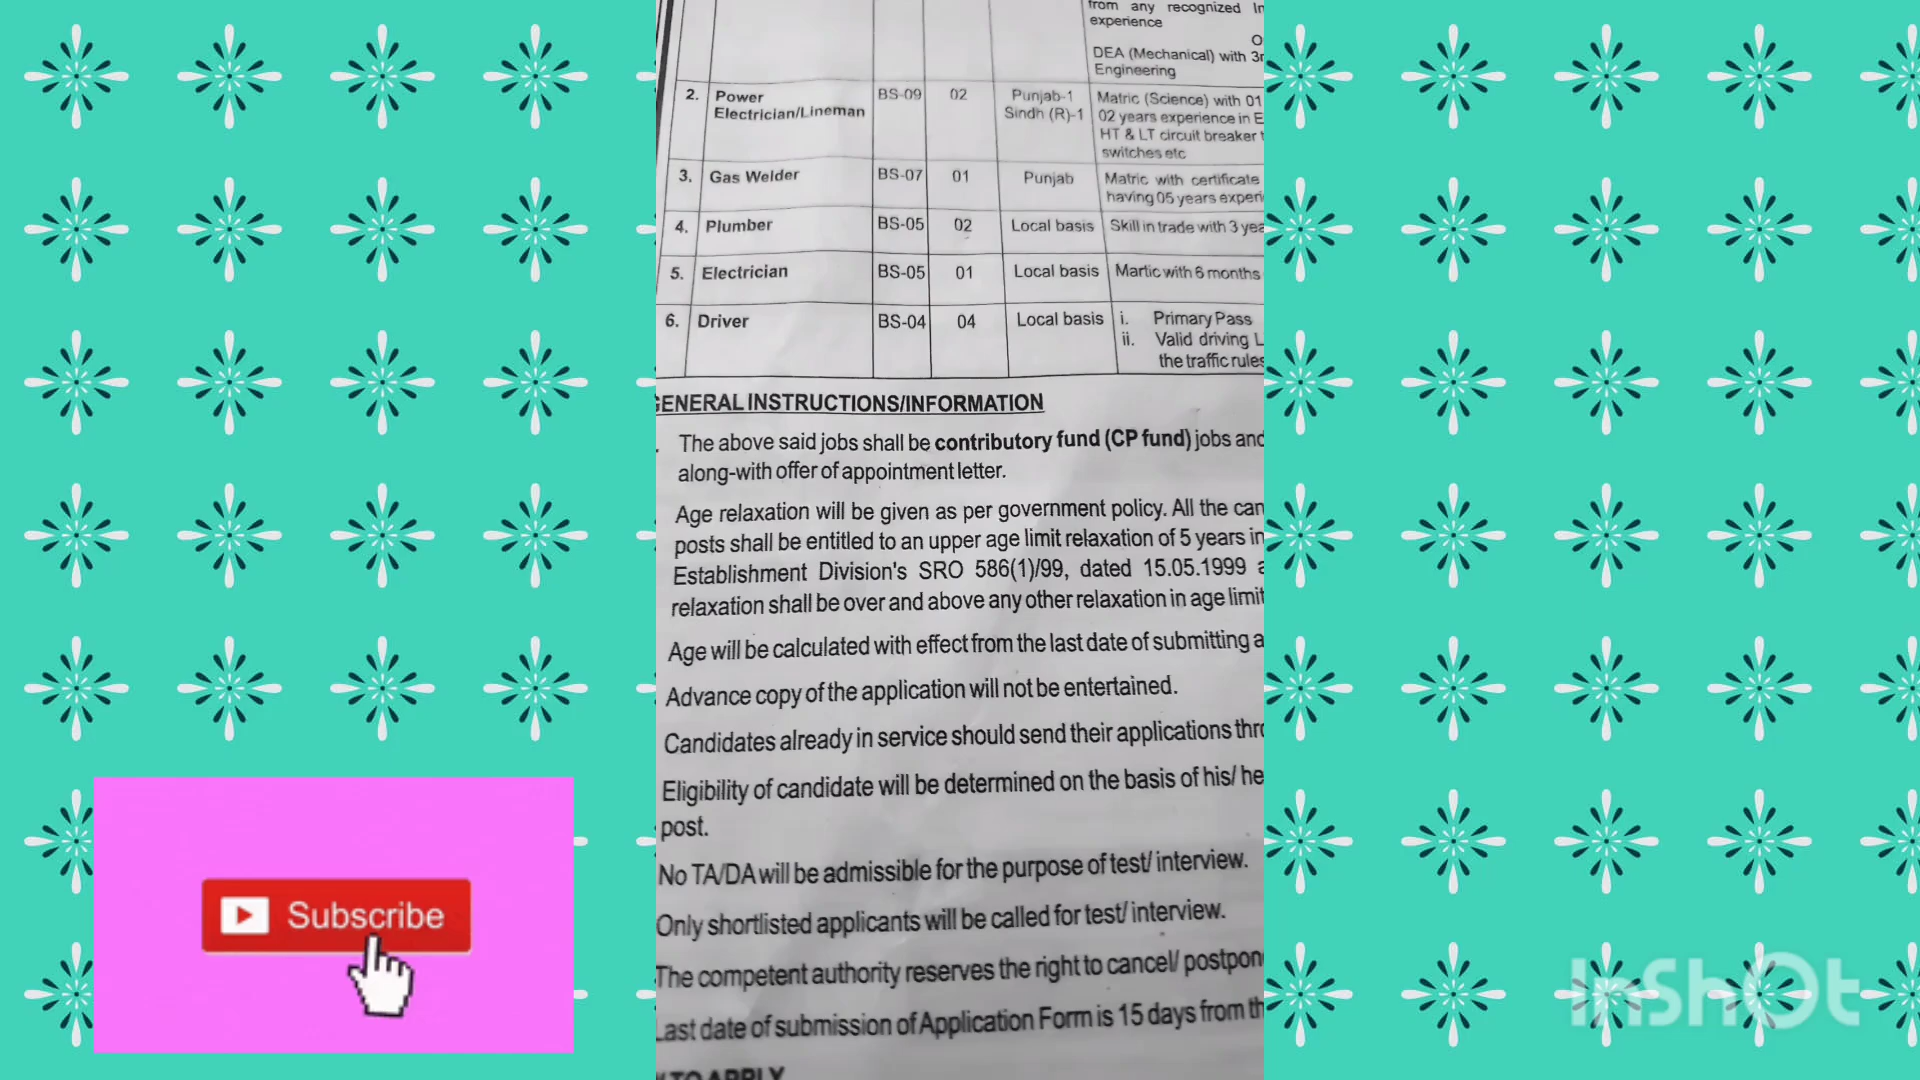 from any recognized
experience
DEA (Mechanical) with
Engineering
2. Power Electrician/Lineman BS-09 02 Punjab-1 Sindh (R)-1 Matric (Science) with 01
02 years experience in
HT & LT circuit breaker
switches etc
3. Gas Welder BS-07 01 Punjab Matric with certificate
having 05 years
4. Plumber BS-05 02 Local basis Skill in trade with 3
5. Electrician BS-05 01 Local basis Martic with 6 months
6. Driver BS-04 04 Local basis i. Primary Pass
ii. Valid driving
the traffic rules
GENERAL INSTRUCTIONS/INFORMATION
The above said jobs shall be contributory fund (CP fund) jobs and
along-with offer of appointment letter.
Age relaxation will be given as per government policy. All the
posts shall be entitled to an upper age limit relaxation of 5 years in
Establishment Division's SRO 586(1)/99, dated 15.05.1999
relaxation shall be over and above any other relaxation in age limit
Age will be calculated with effect from the last date of submitting
Advance copy of the application will not be entertained.
Candidates already in service should send their applications
Eligibility of candidate will be determined on the basis of his/
post.
No TA/DA will be admissible for the purpose of test/ interview.
Only shortlisted applicants will be called for test/ interview.
The competent authority reserves the right to cancel/
Last date of submission of Application Form is 15 days from
TO APPLY
Subscribe
InShOt